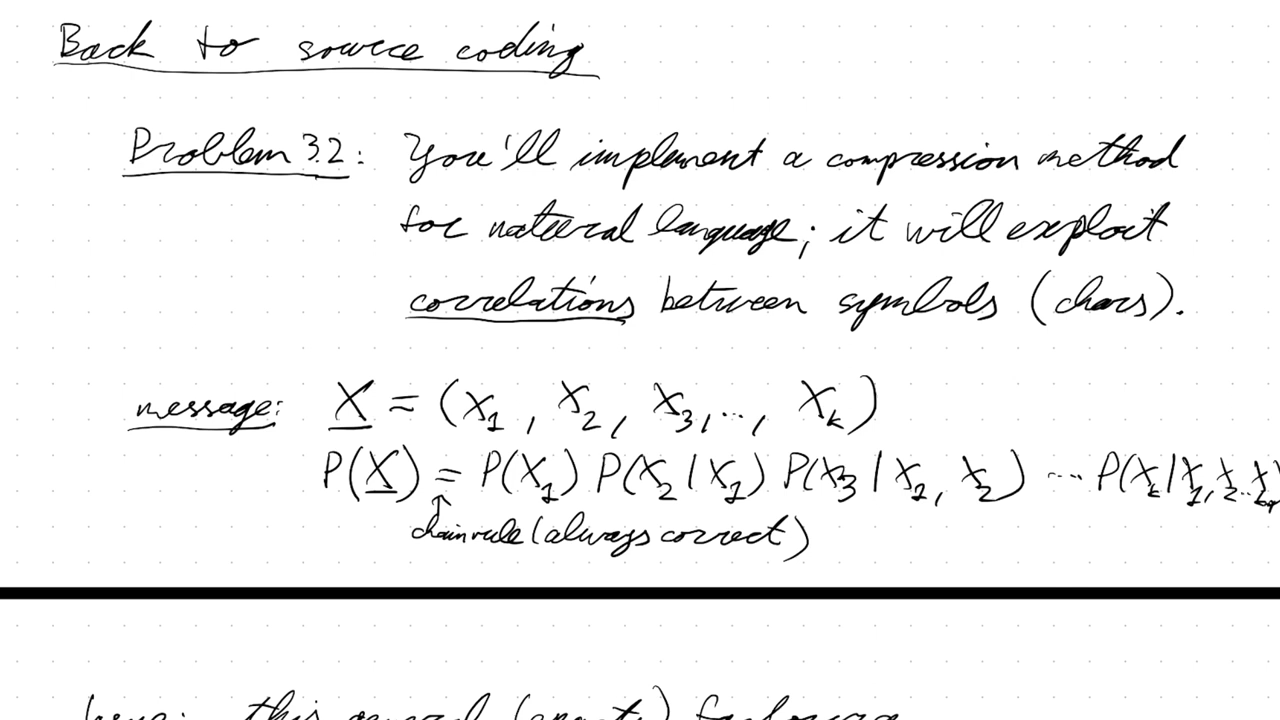 Back to source coding
Problem 3.2: You'll implement a compression method
for natural language; it will exploit
correlations between symbols (chars).
message: X = (X₁, X₂, X₃, ..., Xₖ)
P(X) = P(X₁) P(X₂|X₁) P(X₃|X₁, X₂) ... P(Xₖ|X₁, X₂...
chain rule (always correct)
this general